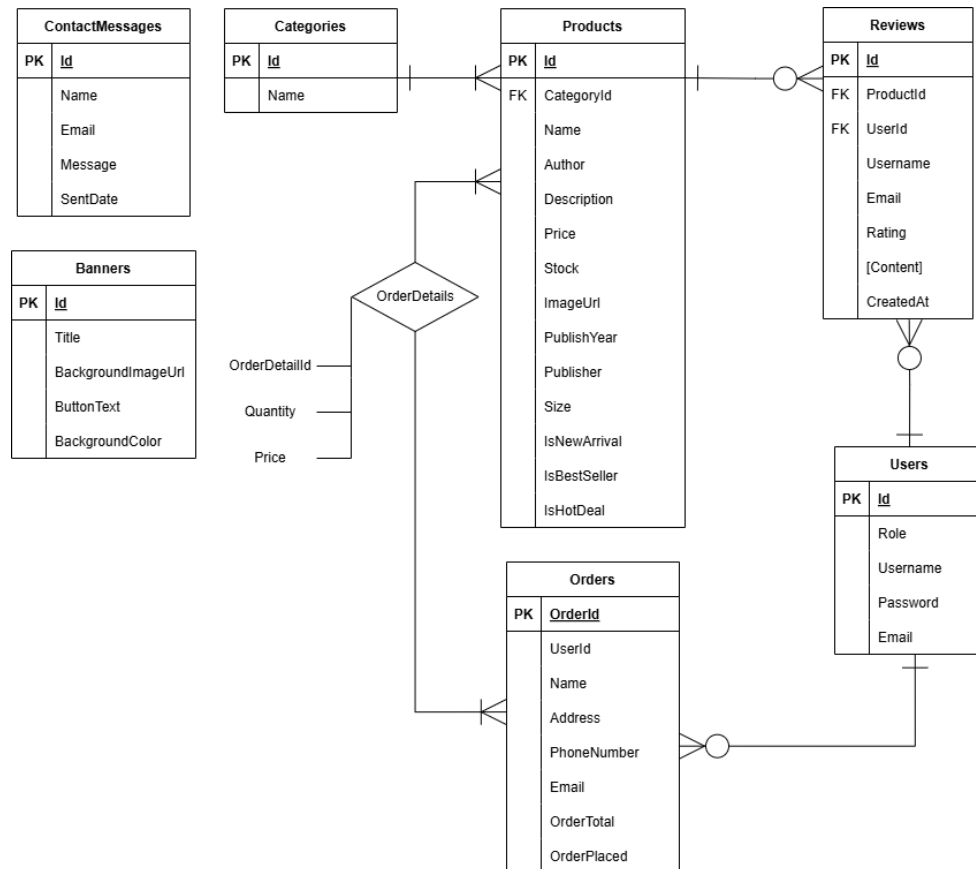 ContactMessages
PK Id
Name
Email
Message
SentDate
Categories
PK Id
Name
Products
PK Id
FK CategoryId
Name
Author
Description
Price
Stock
ImageUrl
PublishYear
Publisher
Size
IsNewArrival
IsBestSeller
IsHotDeal
Reviews
PK Id
FK ProductId
FK UserId
Username
Email
Rating
[Content]
CreatedAt
Banners
PK Id
Title
BackgroundImageUrl
ButtonText
BackgroundColor
OrderDetails
OrderDetailId
Quantity
Price
Users
PK Id
Role
Username
Password
Email
Orders
PK OrderId
UserId
Name
Address
PhoneNumber
Email
OrderTotal
OrderPlaced